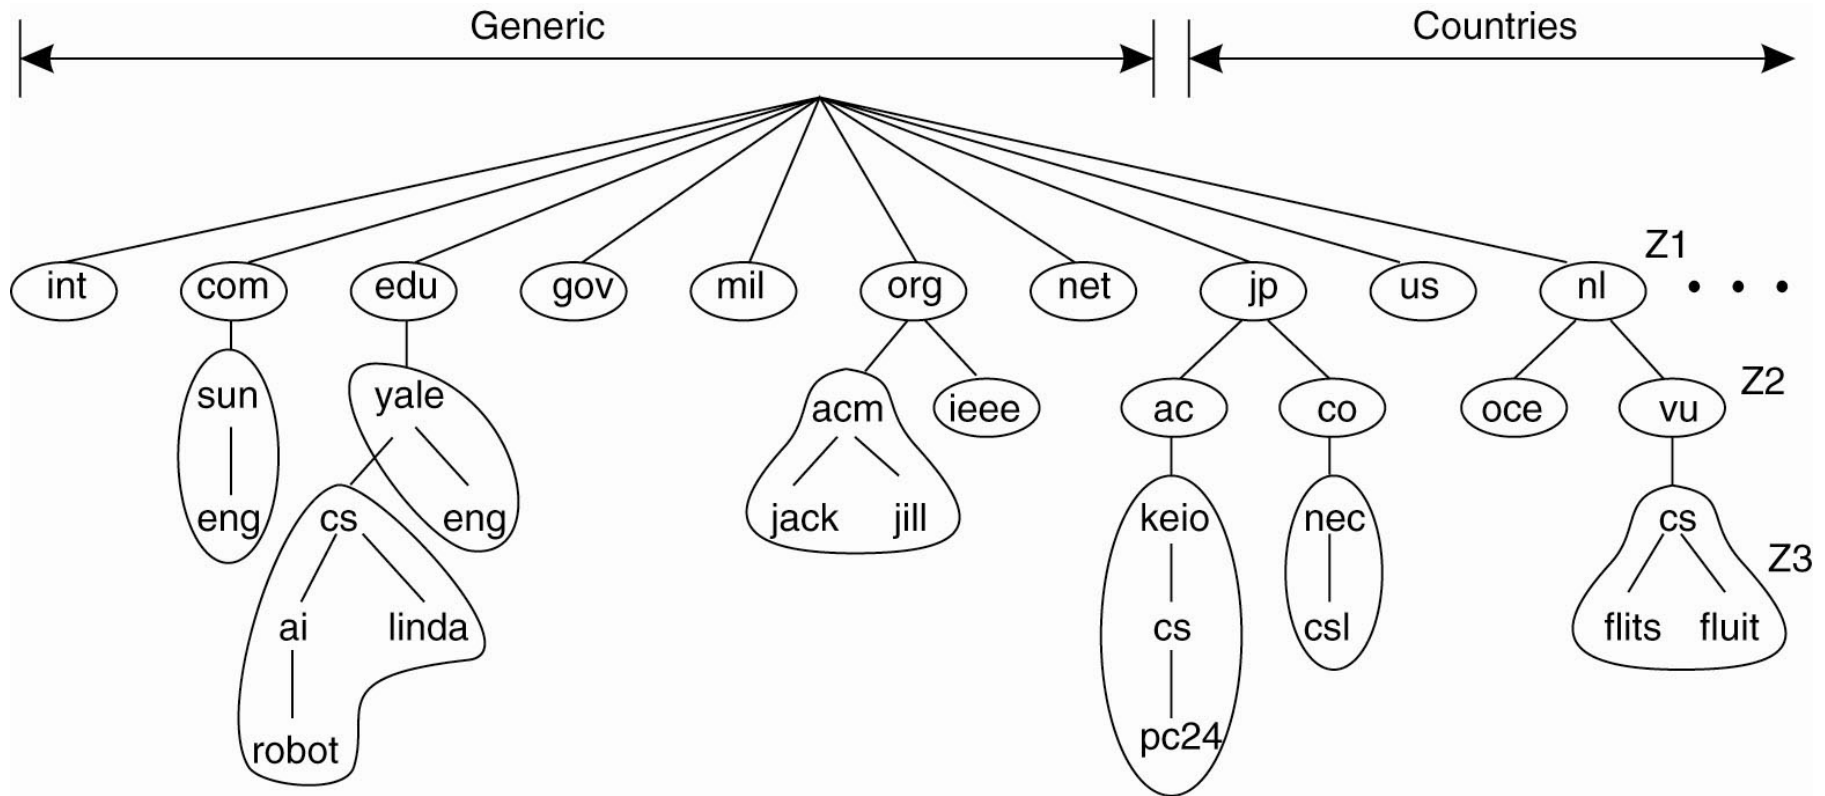 Generic Countries
Z1
int com edu gov mil org net jp us nl • • •
Z2
sun yale acm ieee ac co oce vu
eng cs eng jack jill keio nec cs
Z3
ai linda cs csl flits fluit
robot pc24